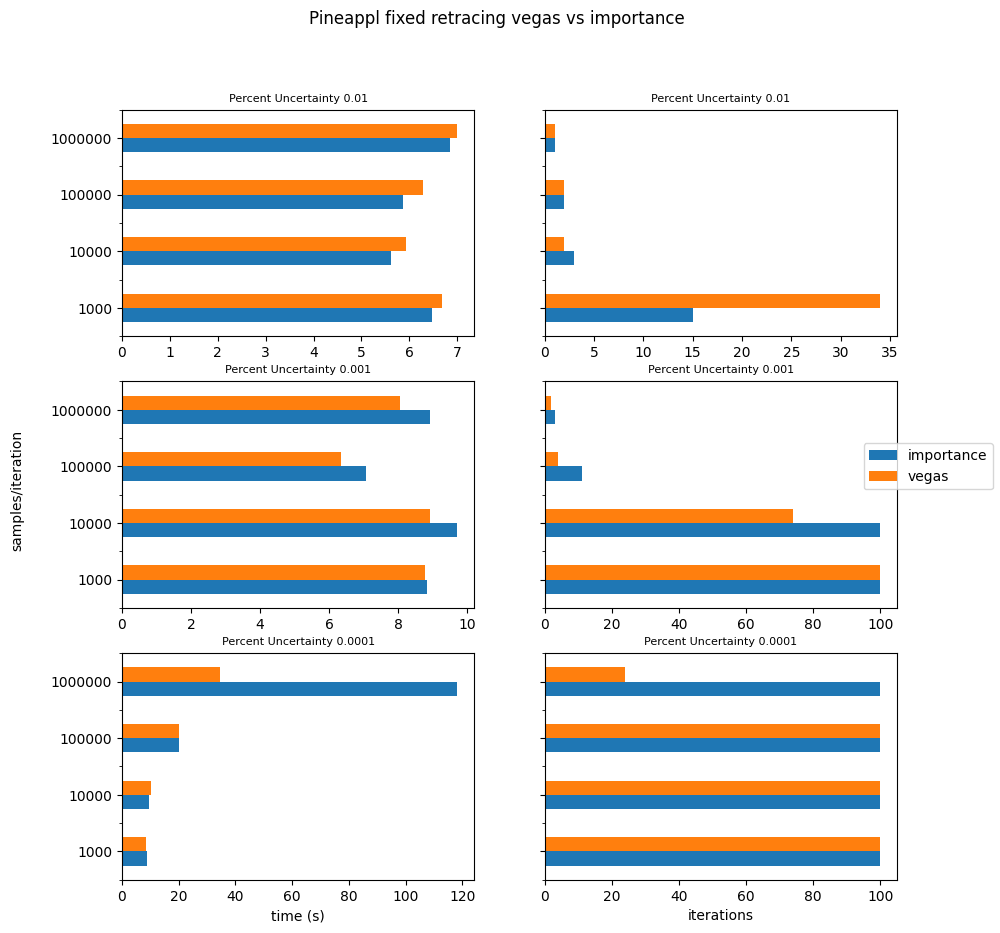 Pineappl fixed retracing vegas vs importance
Percent Uncertainty 0.01
1000000
100000
10000
1000
0 1 2 3 4 5 6 7
Percent Uncertainty 0.01
0 5 10 15 20 25 30 35
samples/iteration
Percent Uncertainty 0.001
1000000
100000
10000
1000
0 2 4 6 8 10
Percent Uncertainty 0.001
0 20 40 60 80 100
importance
vegas
Percent Uncertainty 0.0001
1000000
100000
10000
1000
0 20 40 60 80 100 120
time (s)
Percent Uncertainty 0.0001
0 20 40 60 80 100
iterations